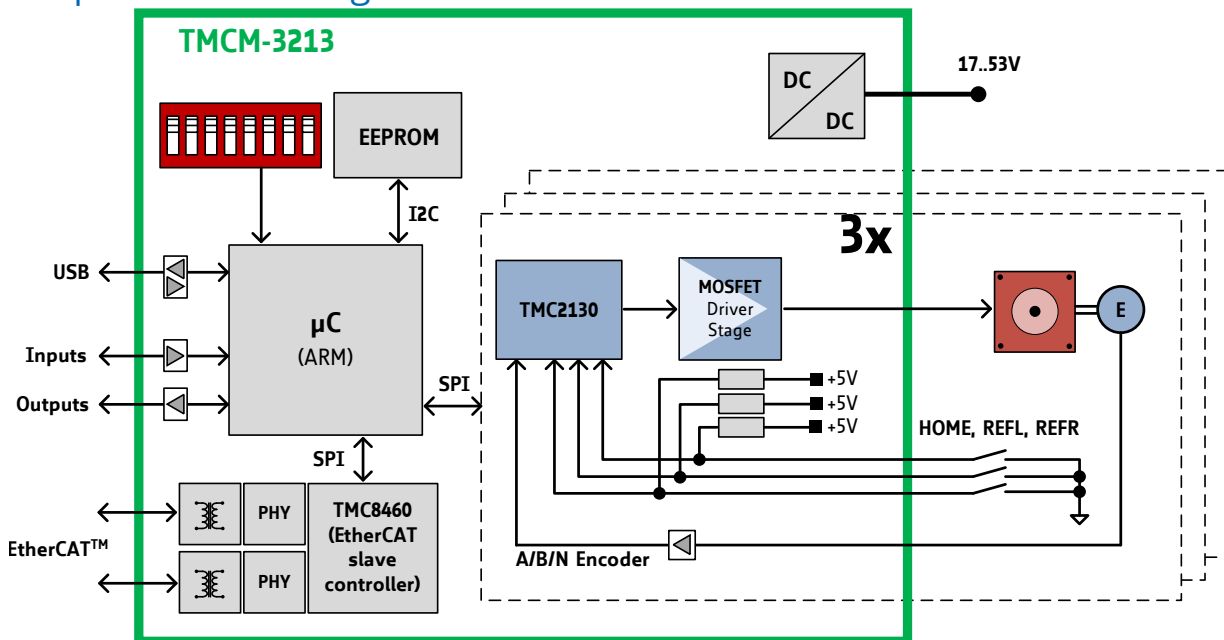 TMCM-3213
17..53V
DC
DC
EEPROM
I2C
3x
USB
µC
(ARM)
TMC2130
MOSFET
Driver
Stage
E
Inputs
Outputs
SPI
+5V
+5V
+5V
HOME, REFL, REFR
SPI
EtherCAT™
PHY
PHY
TMC8460
(EtherCAT
slave
controller)
A/B/N Encoder